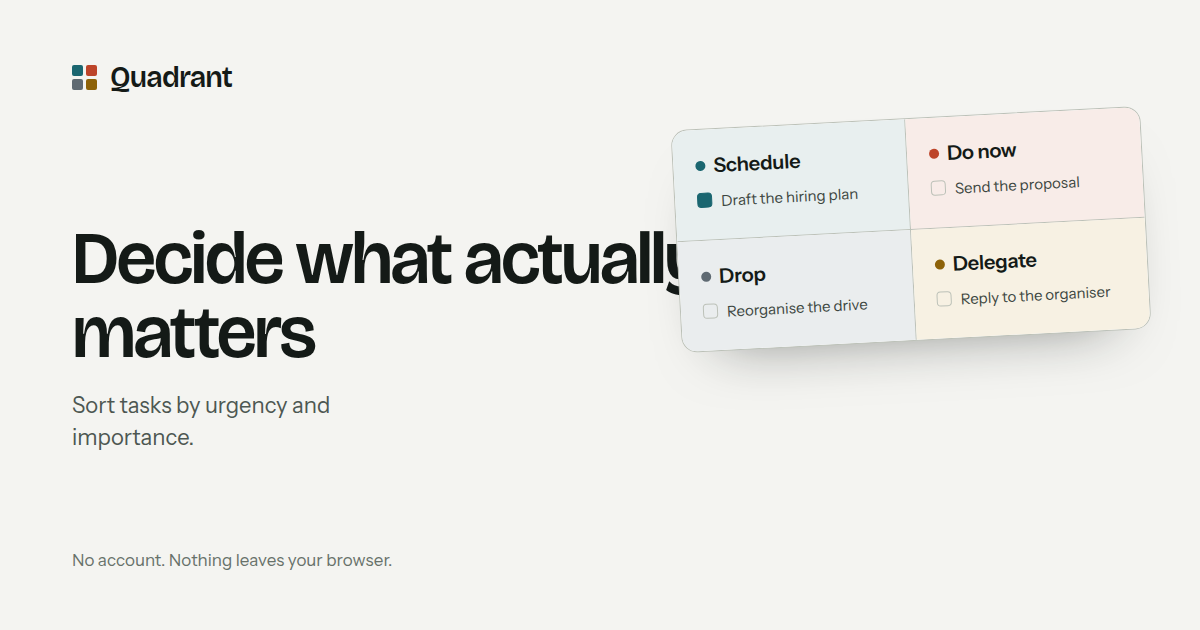 Quadrant
Decide what actually
matters
Sort tasks by urgency and
importance.
No account. Nothing leaves your browser.
Schedule
Draft the hiring plan
Do now
Send the proposal
Drop
Reorganise the drive
Delegate
Reply to the organiser